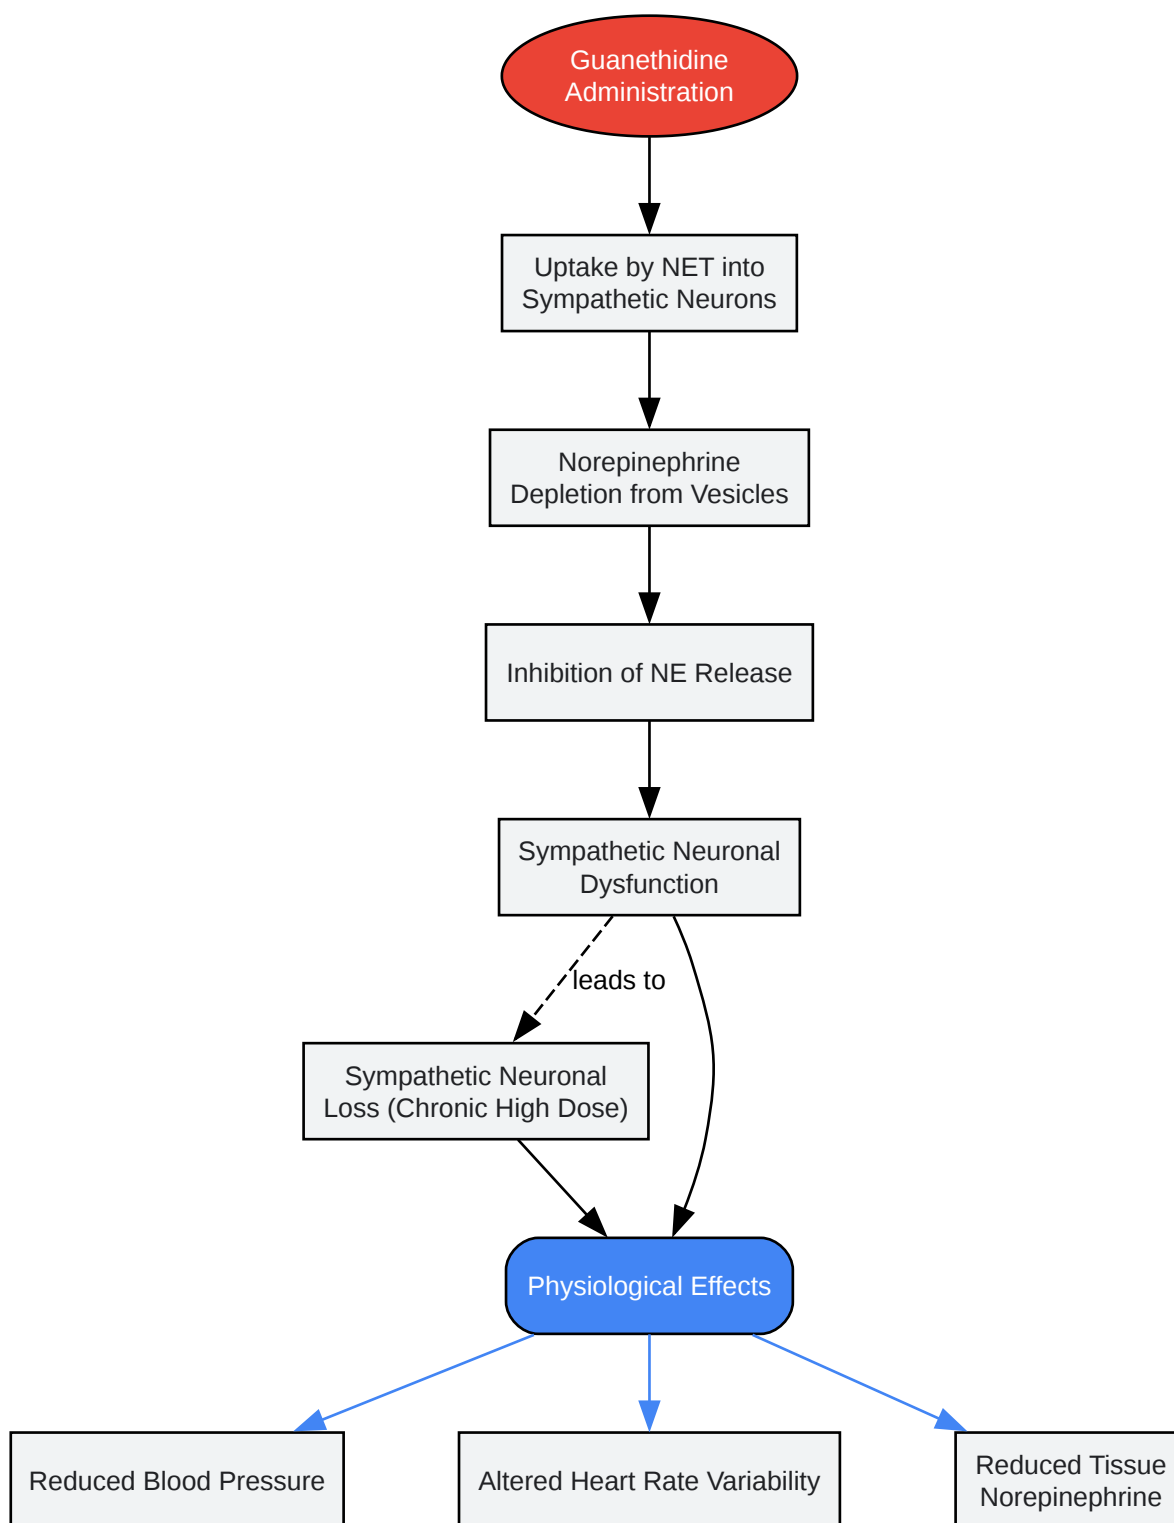 Guanethidine
Administration
Uptake by NET into
Sympathetic Neurons
Norepinephrine
Depletion from Vesicles
Inhibition of NE Release
Sympathetic Neuronal
Dysfunction
leads to
Sympathetic Neuronal
Loss (Chronic High Dose)
Physiological Effects
Reduced Blood Pressure
Altered Heart Rate Variability
Reduced Tissue
Norepinephrine